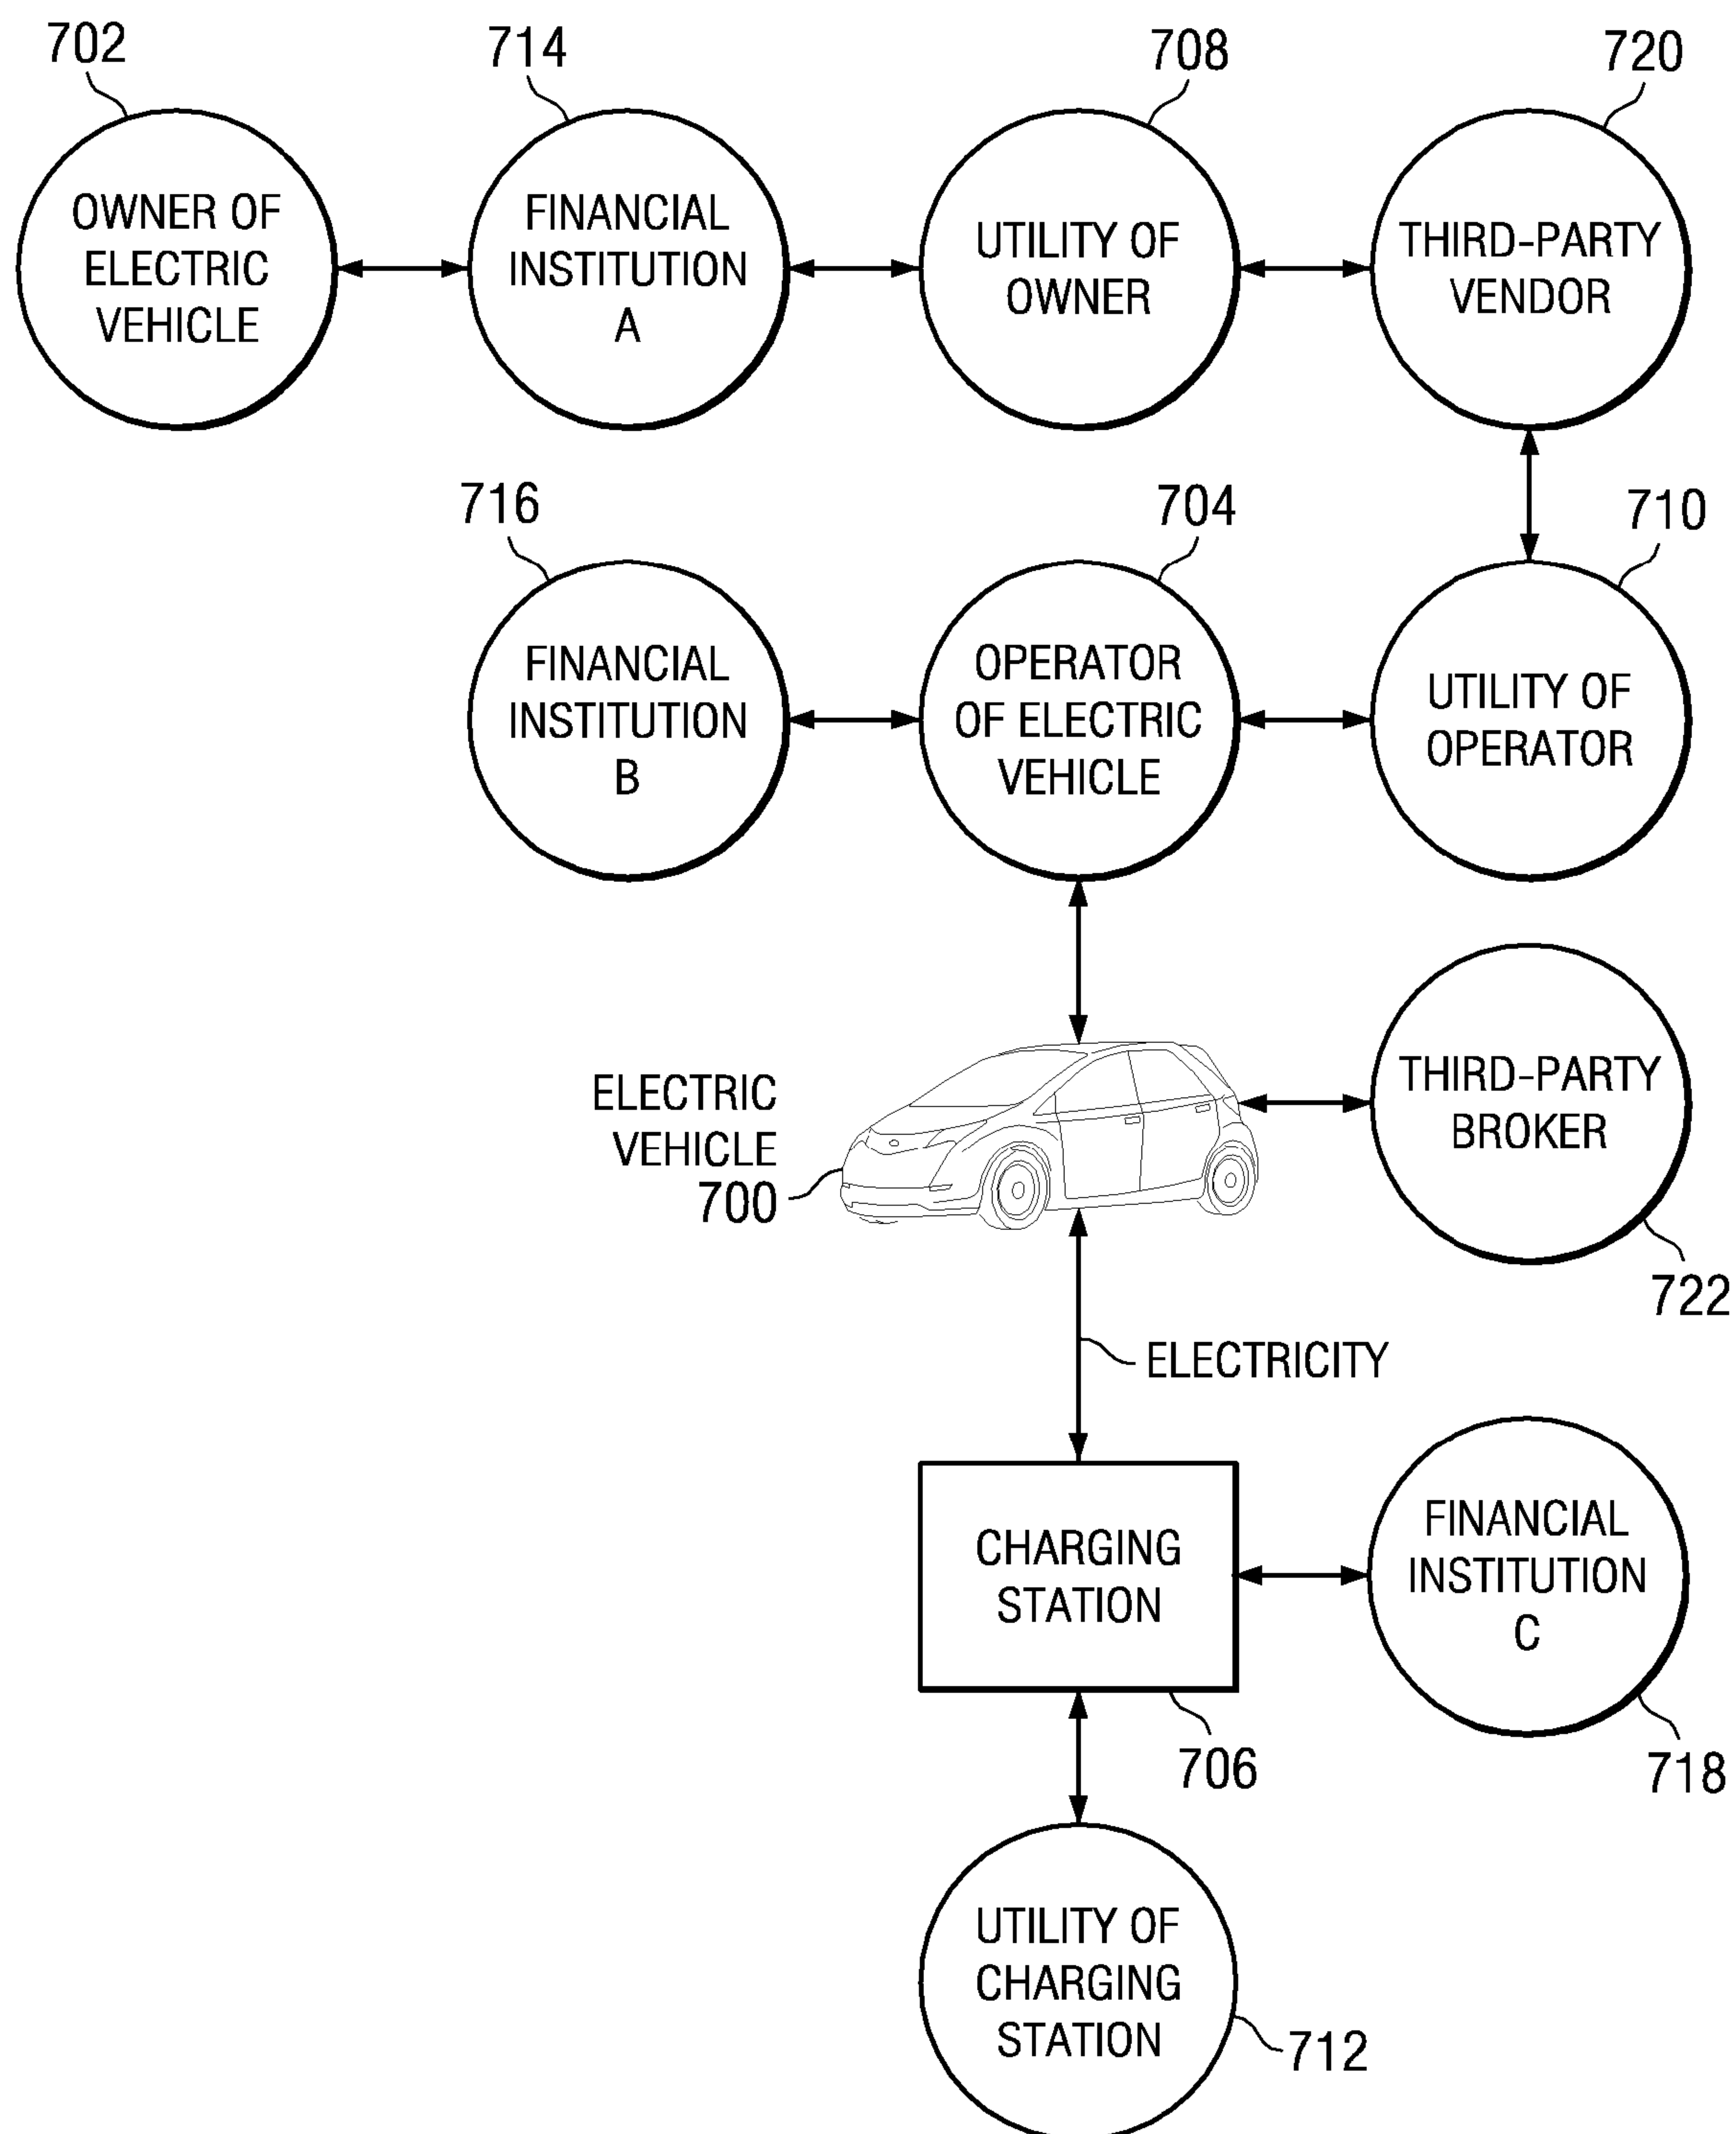 702
714
708
720
OWNER OF
ELECTRIC
VEHICLE
FINANCIAL
INSTITUTION
A
UTILITY OF
OWNER
THIRD-PARTY
VENDOR
716
704
710
FINANCIAL
INSTITUTION
B
OPERATOR
OF ELECTRIC
VEHICLE
UTILITY OF
OPERATOR
ELECTRIC
VEHICLE
700
THIRD-PARTY
BROKER
722
ELECTRICITY
CHARGING
STATION
FINANCIAL
INSTITUTION
C
706
718
UTILITY OF
CHARGING
STATION
712